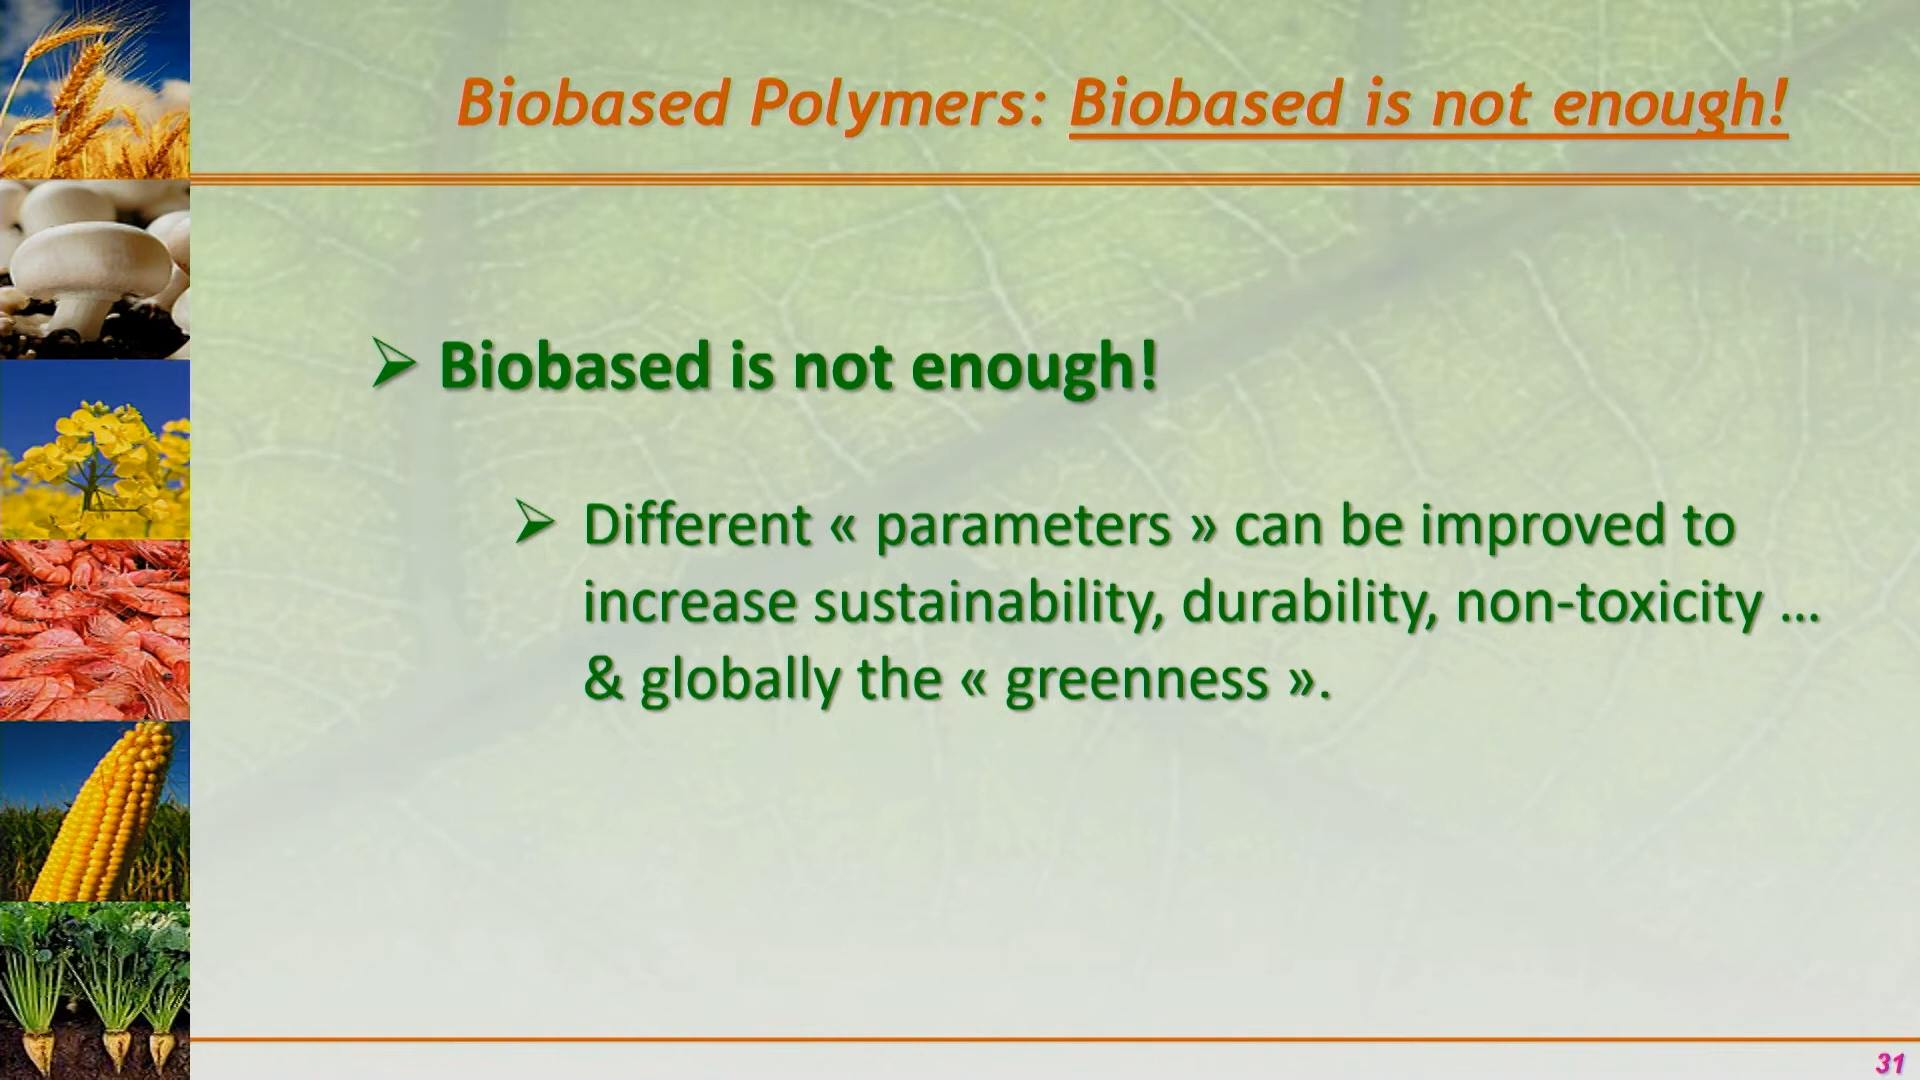 Biobased Polymers: Biobased is not enough!
Biobased is not enough!
Different « parameters » can be improved to
increase sustainability, durability, non-toxicity ...
& globally the « greenness ».
31